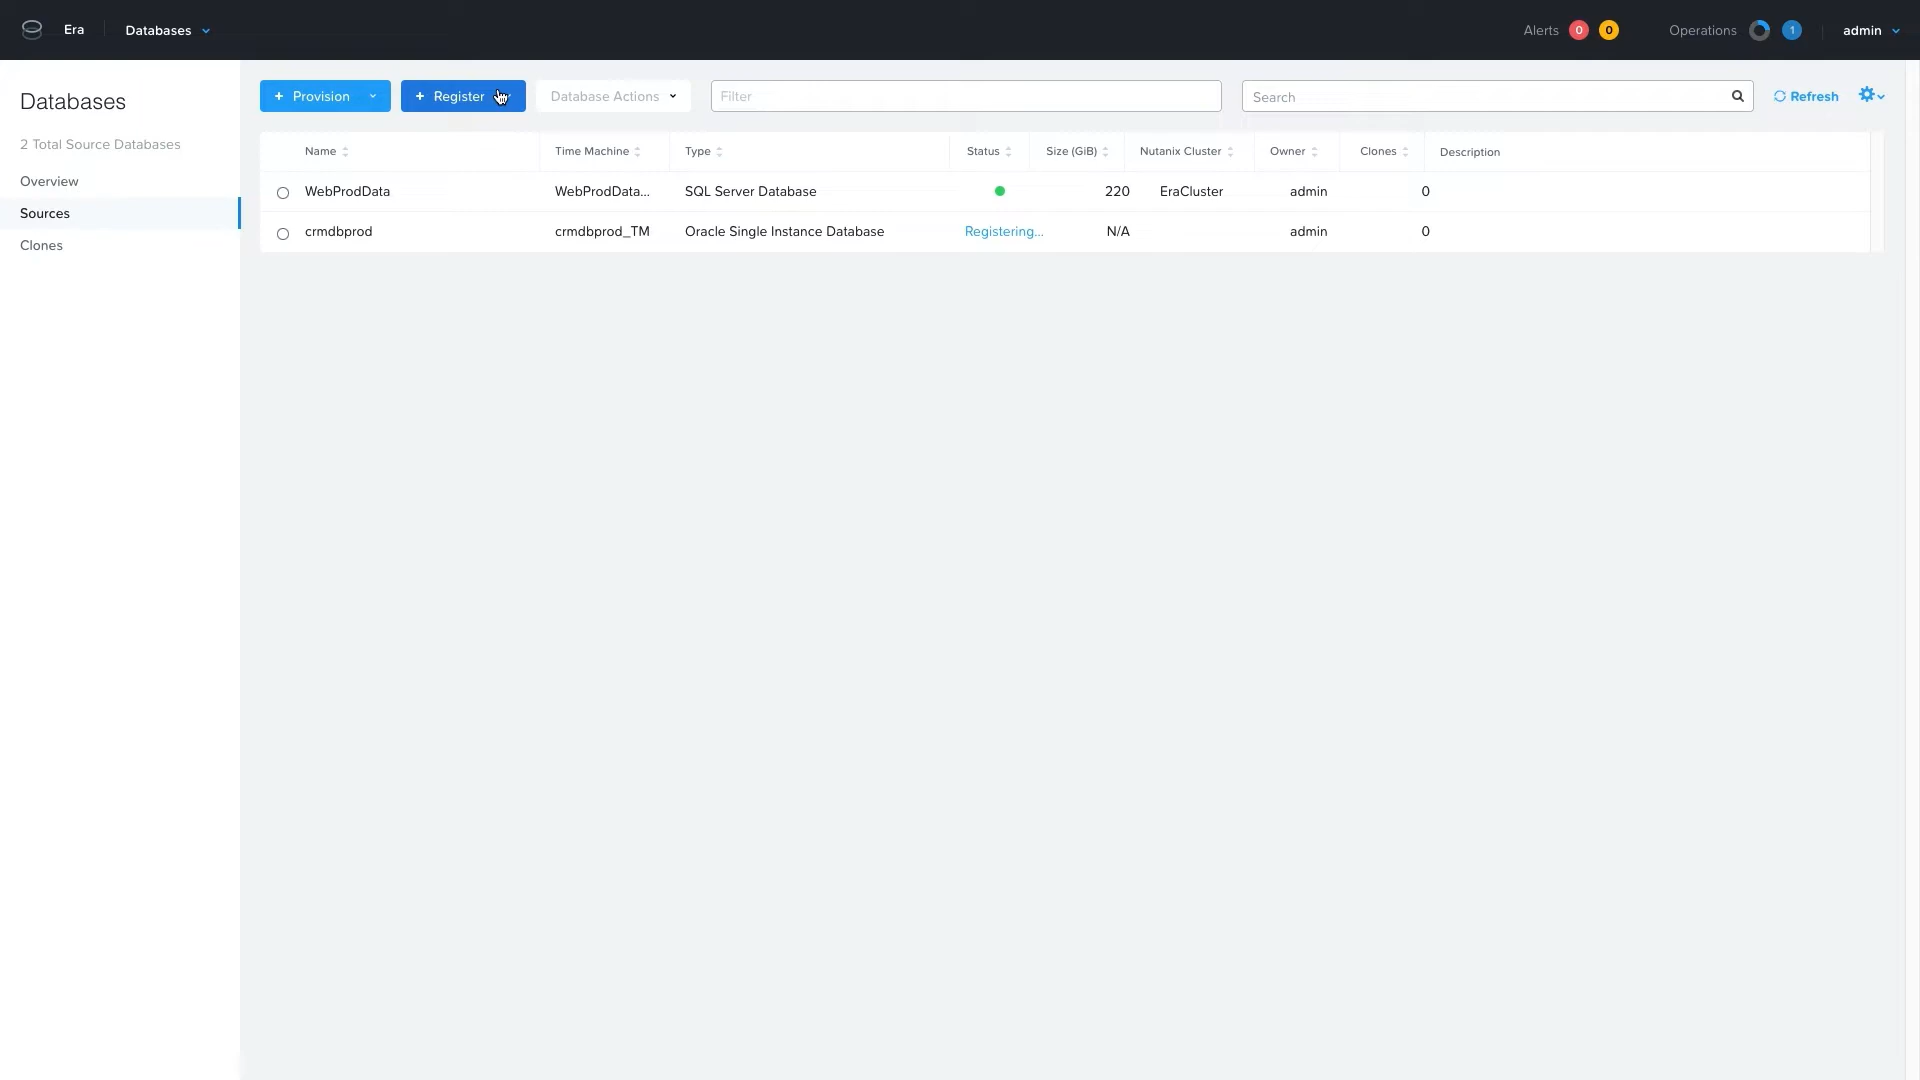 Era Databases Alerts 0 0 Operations 1 admin
Databases
2 Total Source Databases
Overview
Sources
Clones
+ Provision + Register Database Actions Filter Search Refresh
Name Time Machine Type Status Size (GiB) Nutanix Cluster Owner Clones Description
WebProdData WebProdData... SQL Server Database 220 EraCluster admin 0
crmdbprod crmdbprod_TM Oracle Single Instance Database Registering... N/A admin 0